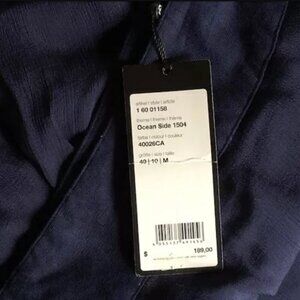 artikel | style | article
1 60 01158
thema | theme | thème
Ocean Side 1504
farbe | colour | couleur
40026CA
größe | size | taille
40 | 10 | M
$ 189,00